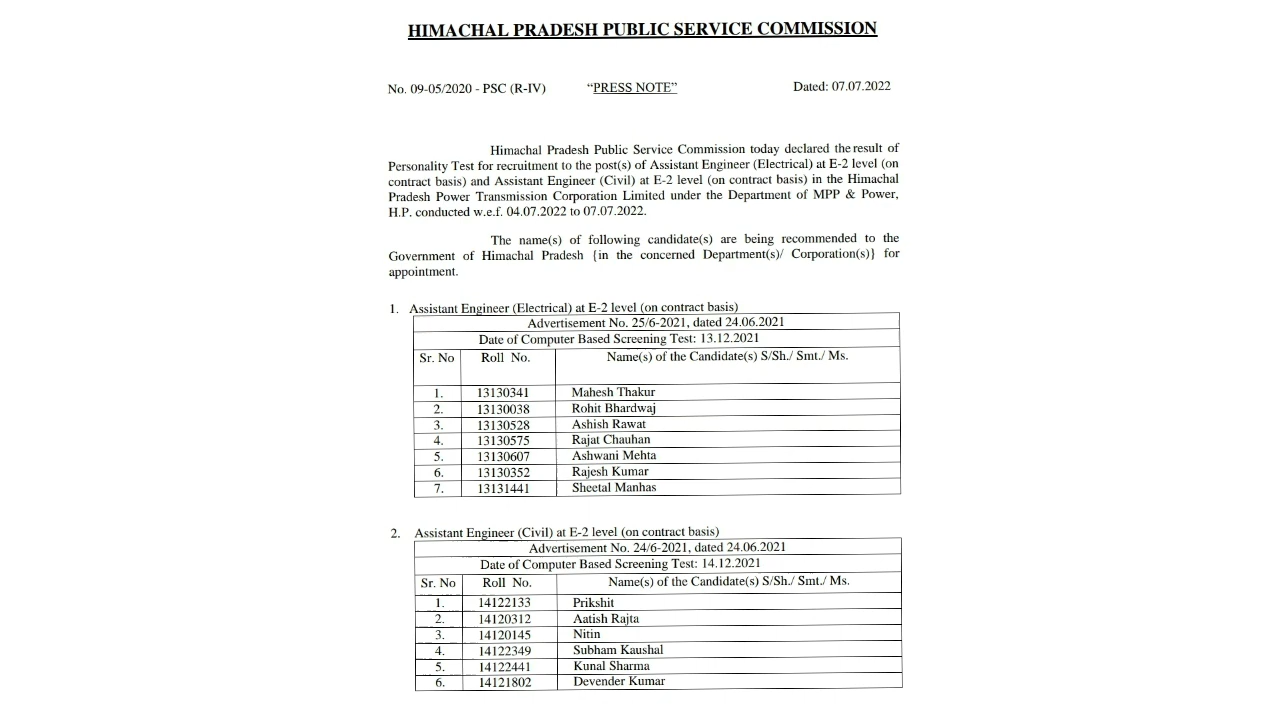 HIMACHAL PRADESH PUBLIC SERVICE COMMISSION
No. 09-05/2020 - PSC (R-IV) “PRESS NOTE” Dated: 07.07.2022
Himachal Pradesh Public Service Commission today declared the result of
Personality Test for recruitment to the post(s) of Assistant Engineer (Electrical) at E-2 level (on
contract basis) and Assistant Engineer (Civil) at E-2 level (on contract basis) in the Himachal
Pradesh Power Transmission Corporation Limited under the Department of MPP & Power,
H.P. conducted w.e.f. 04.07.2022 to 07.07.2022.
The name(s) of following candidate(s) are being recommended to the
Government of Himachal Pradesh {in the concerned Department(s)/ Corporation(s)} for
appointment.
1. Assistant Engineer (Electrical) at E-2 level (on contract basis)
Advertisement No. 25/6-2021, dated 24.06.2021
Date of Computer Based Screening Test: 13.12.2021
Sr. No Roll No. Name(s) of the Candidate(s) S/Sh./ Smt./ Ms.
1. 13130341 Mahesh Thakur
2. 13130038 Rohit Bhardwaj
3. 13130528 Ashish Rawat
4. 13130575 Rajat Chauhan
5. 13130607 Ashwani Mehta
6. 13130352 Rajesh Kumar
7. 13131441 Sheetal Manhas
2. Assistant Engineer (Civil) at E-2 level (on contract basis)
Advertisement No. 24/6-2021, dated 24.06.2021
Date of Computer Based Screening Test: 14.12.2021
Sr. No Roll No. Name(s) of the Candidate(s) S/Sh./ Smt./ Ms.
1. 14122133 Prikshit
2. 14120312 Aatish Rajta
3. 14120145 Nitin
4. 14122349 Subham Kaushal
5. 14122441 Kunal Sharma
6. 14121802 Devender Kumar